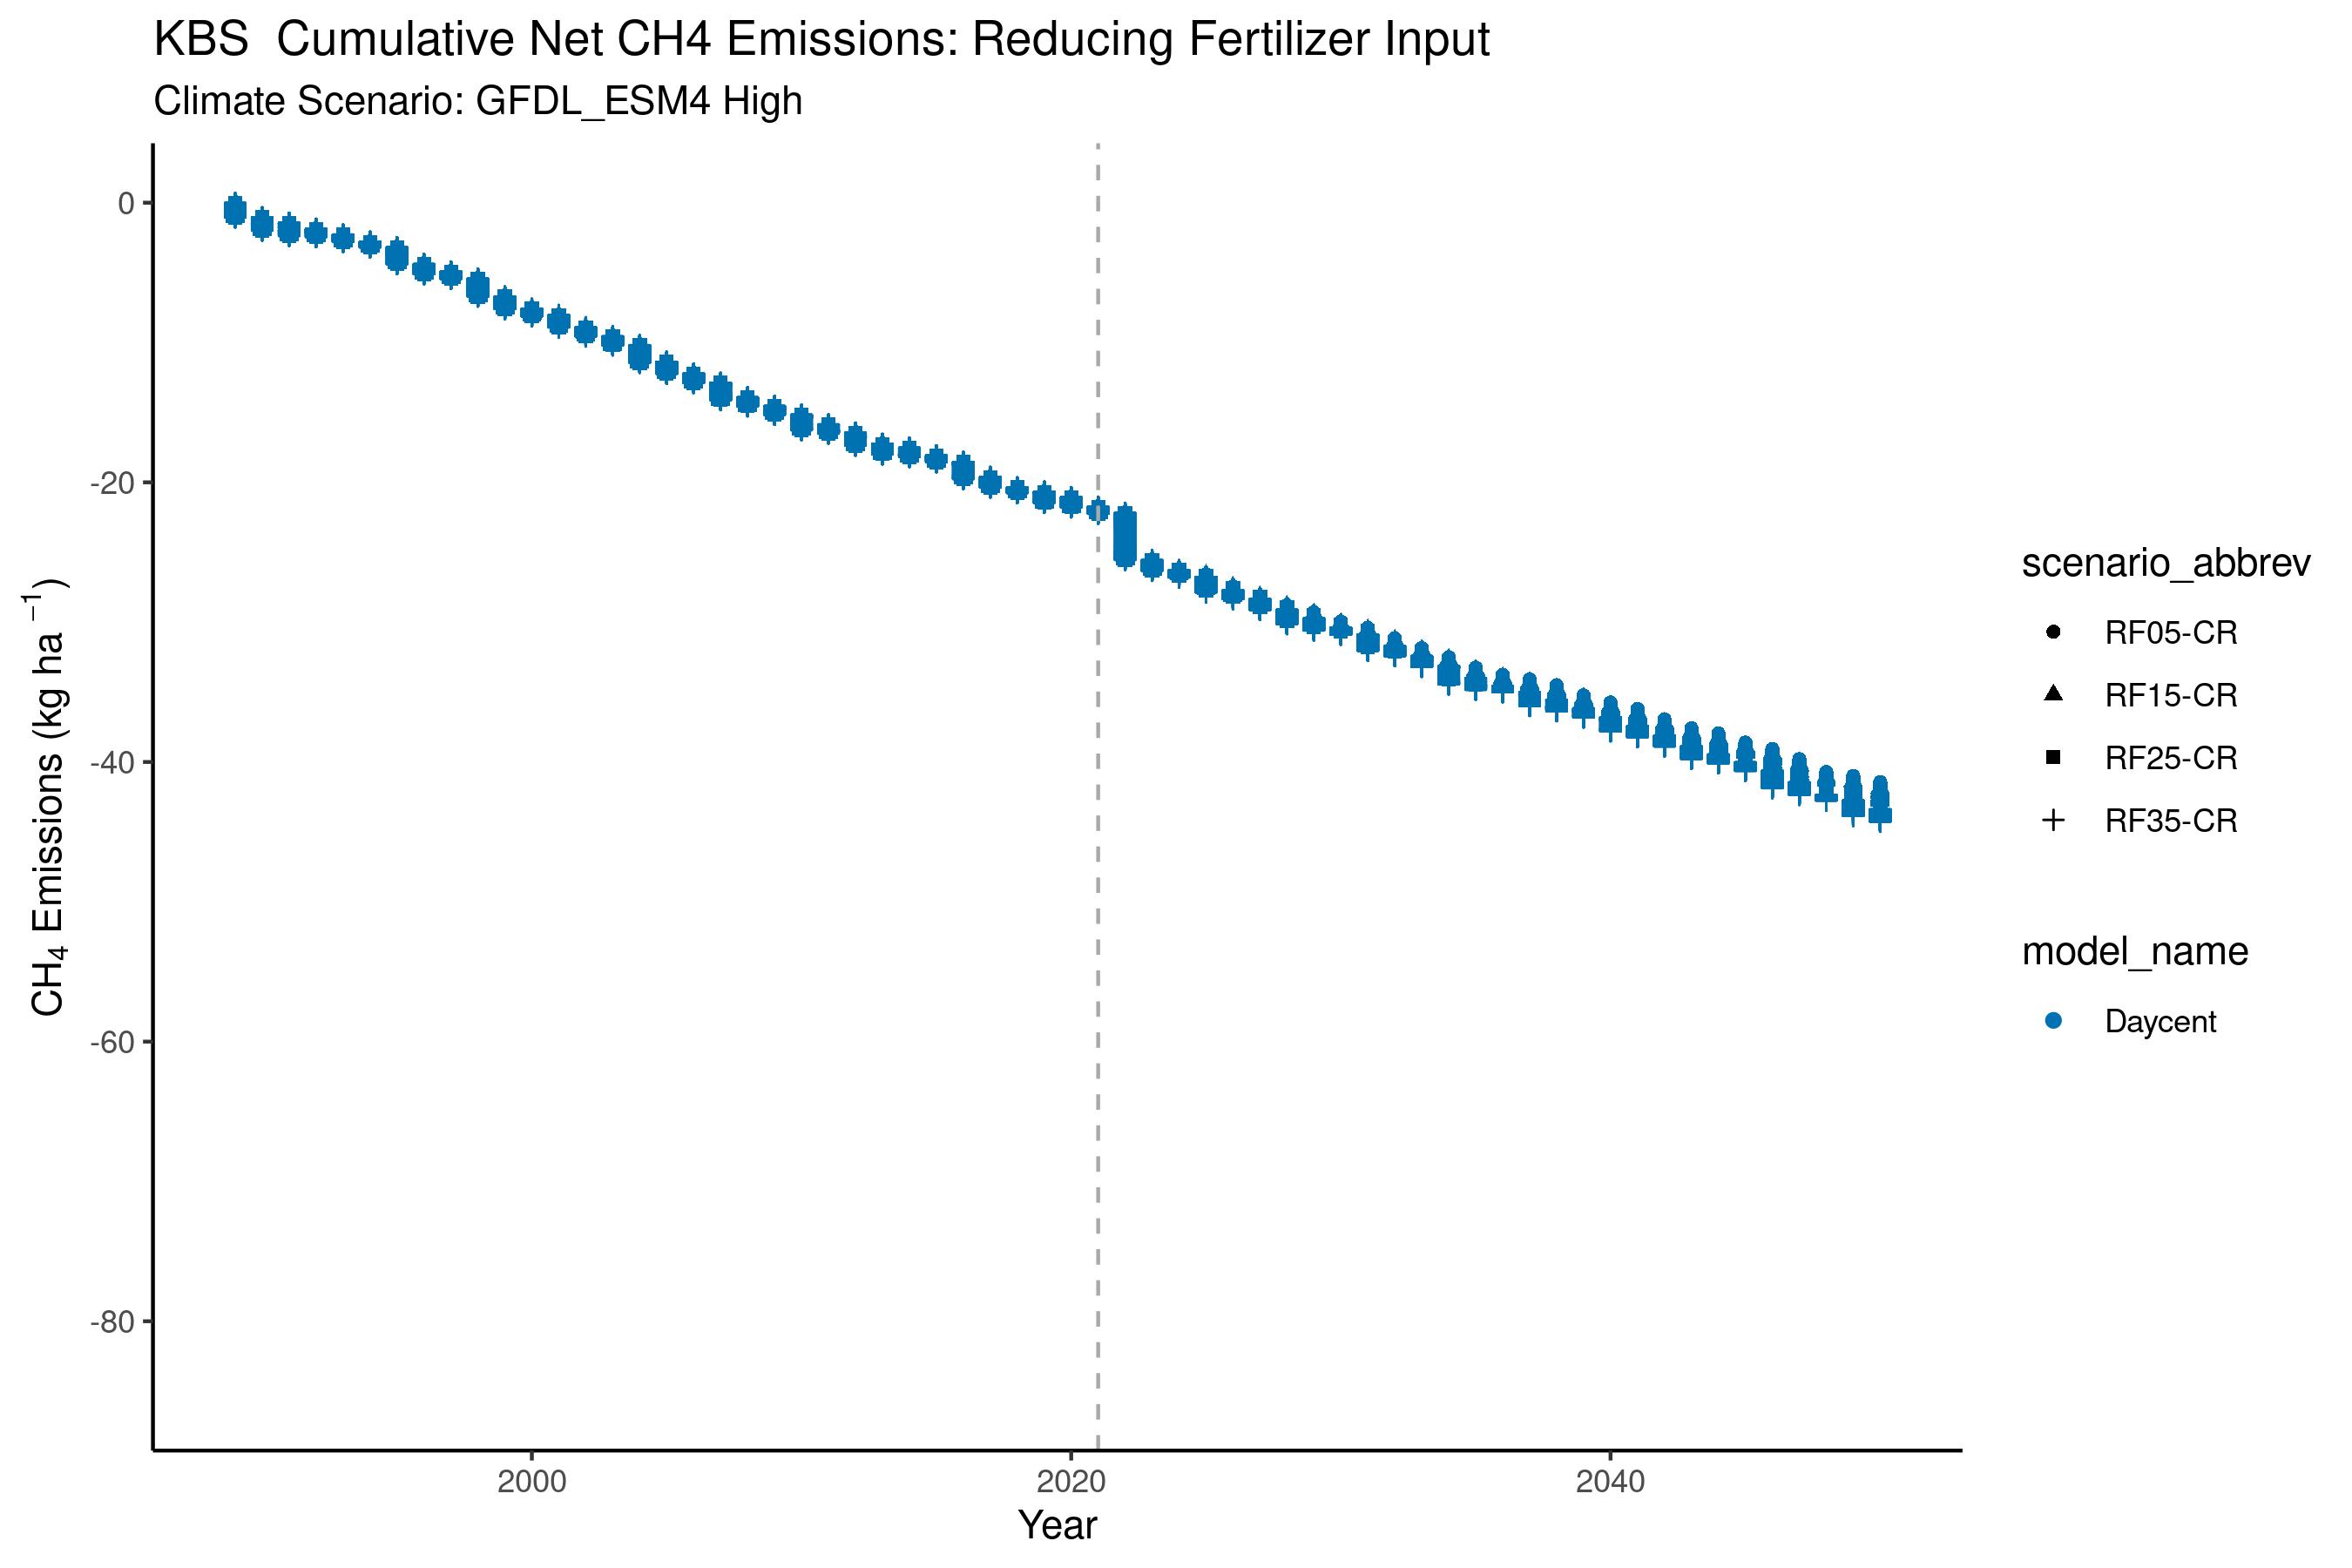 KBS  Cumulative Net CH4 Emissions: Reducing Fertilizer Input
Climate Scenario: GFDL_ESM4 High
CH₄ Emissions (kg ha ⁻¹)
0
-20
-40
-60
-80
2000
2020
2040
Year
scenario_abbrev
RF05-CR
RF15-CR
RF25-CR
RF35-CR
model_name
Daycent